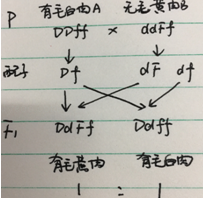 有毛白肉A 无毛黄肉B
P DDff × ddFf
配子 Df dF df
F₁ DdFf Ddff
有毛黄肉 有毛白肉
1 : 1